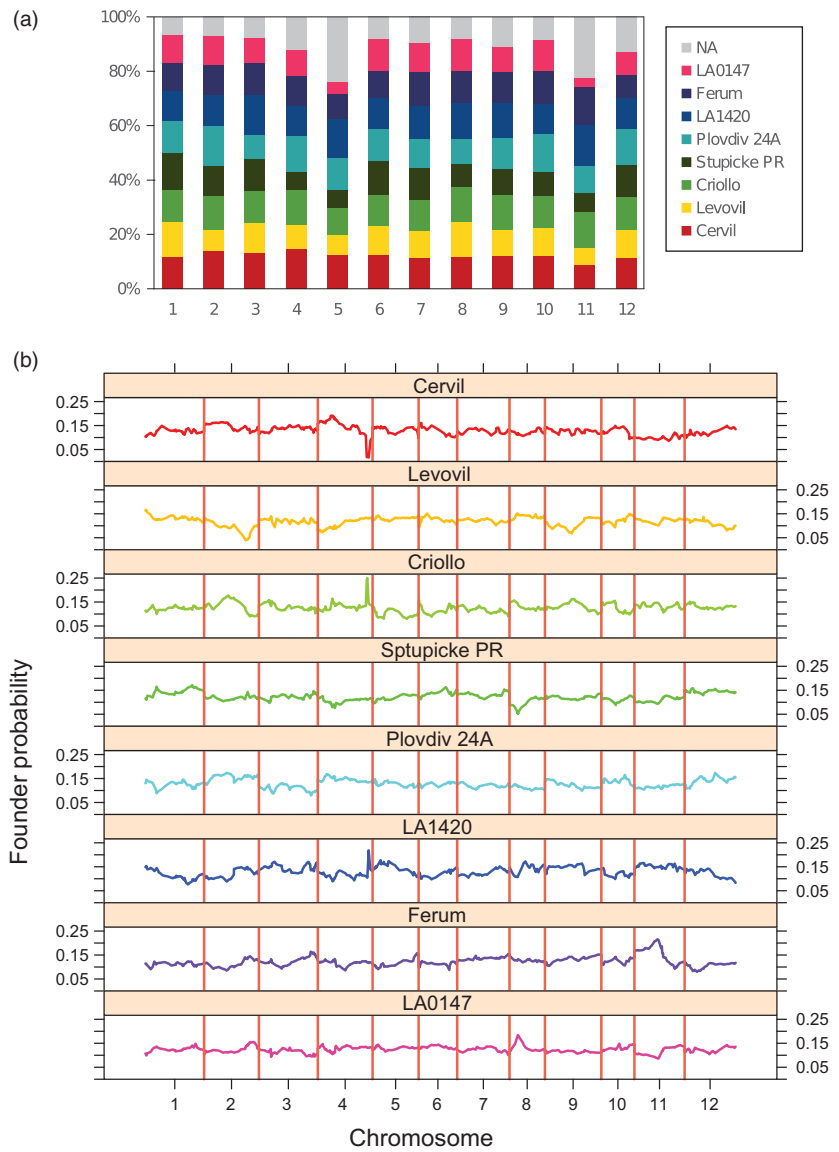 (a)
100%
80%
60%
40%
20%
0%
1 2 3 4 5 6 7 8 9 10 11 12
NA
LA0147
Ferum
LA1420
Plovdiv 24A
Stupicke PR
Criollo
Levovil
Cervil
(b)
Founder probability
Cervil
0.25
0.15
0.05
Levovil
0.25
0.15
0.05
Criollo
0.25
0.15
0.05
Sptupicke PR
0.25
0.15
0.05
Plovdiv 24A
0.25
0.15
0.05
LA1420
0.25
0.15
0.05
Ferum
0.25
0.15
0.05
LA0147
0.25
0.15
0.05
1 2 3 4 5 6 7 8 9 10 11 12
Chromosome